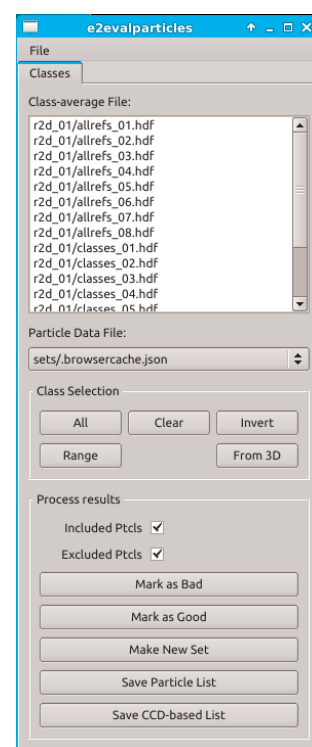 e2evalparticles
File
Classes
Class-average File:
r2d_01/allrefs_01.hdf
r2d_01/allrefs_02.hdf
r2d_01/allrefs_03.hdf
r2d_01/allrefs_04.hdf
r2d_01/allrefs_05.hdf
r2d_01/allrefs_06.hdf
r2d_01/allrefs_07.hdf
r2d_01/allrefs_08.hdf
r2d_01/classes_01.hdf
r2d_01/classes_02.hdf
r2d_01/classes_03.hdf
r2d_01/classes_04.hdf
r2d_01/classes_05.hdf
Particle Data File:
sets/.browsercache.json
Class Selection
All Clear Invert
Range From 3D
Process results
Included Ptcls
Excluded Ptcls
Mark as Bad
Mark as Good
Make New Set
Save Particle List
Save CCD-based List